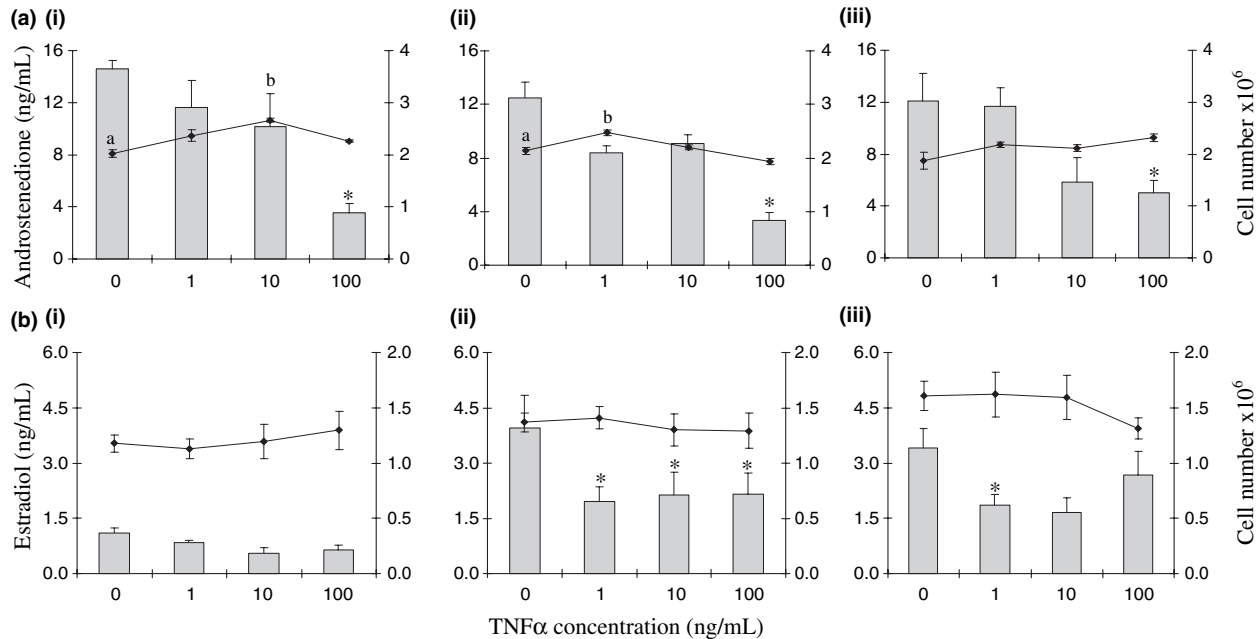 (a) (i) (ii) (iii)
Androstenedione (ng/mL)
16 12 8 4 0
a b *
4 3 2 1 0
0 1 10 100
16 12 8 4 0
a b *
4 3 2 1 0
0 1 10 100
16 12 8 4 0
*
4 3 2 1 0
0 1 10 100
Cell number x10⁶
(b) (i) (ii) (iii)
Estradiol (ng/mL)
6.0 4.5 3.0 1.5 0.0
2.0 1.5 1.0 0.5 0.0
0 1 10 100
6.0 4.5 3.0 1.5 0.0
* * *
2.0 1.5 1.0 0.5 0.0
0 1 10 100
6.0 4.5 3.0 1.5 0.0
*
2.0 1.5 1.0 0.5 0.0
0 1 10 100
Cell number x10⁶
TNFα concentration (ng/mL)